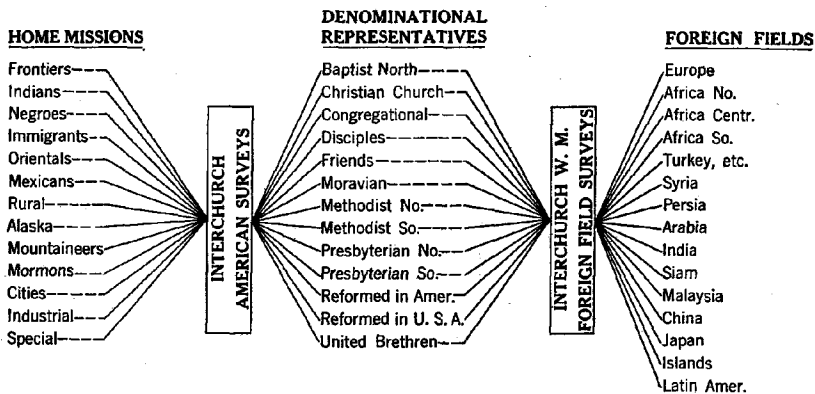 HOME MISSIONS
Frontiers
Indians
Negroes
Immigrants
Orientals
Mexicans
Rural
Alaska
Mountaineers
Mormons
Cities
Industrial
Special
INTERCHURCH
AMERICAN SURVEYS
DENOMINATIONAL
REPRESENTATIVES
Baptist North
Christian Church
Congregational
Disciples
Friends
Moravian
Methodist No.
Methodist So.
Presbyterian No.
Presbyterian So.
Reformed in Amer.
Reformed in U. S. A.
United Brethren
INTERCHURCH W. M.
FOREIGN FIELD SURVEYS
FOREIGN FIELDS
Europe
Africa No.
Africa Centr.
Africa So.
Turkey, etc.
Syria
Persia
Arabia
India
Siam
Malaysia
China
Japan
Islands
Latin Amer.